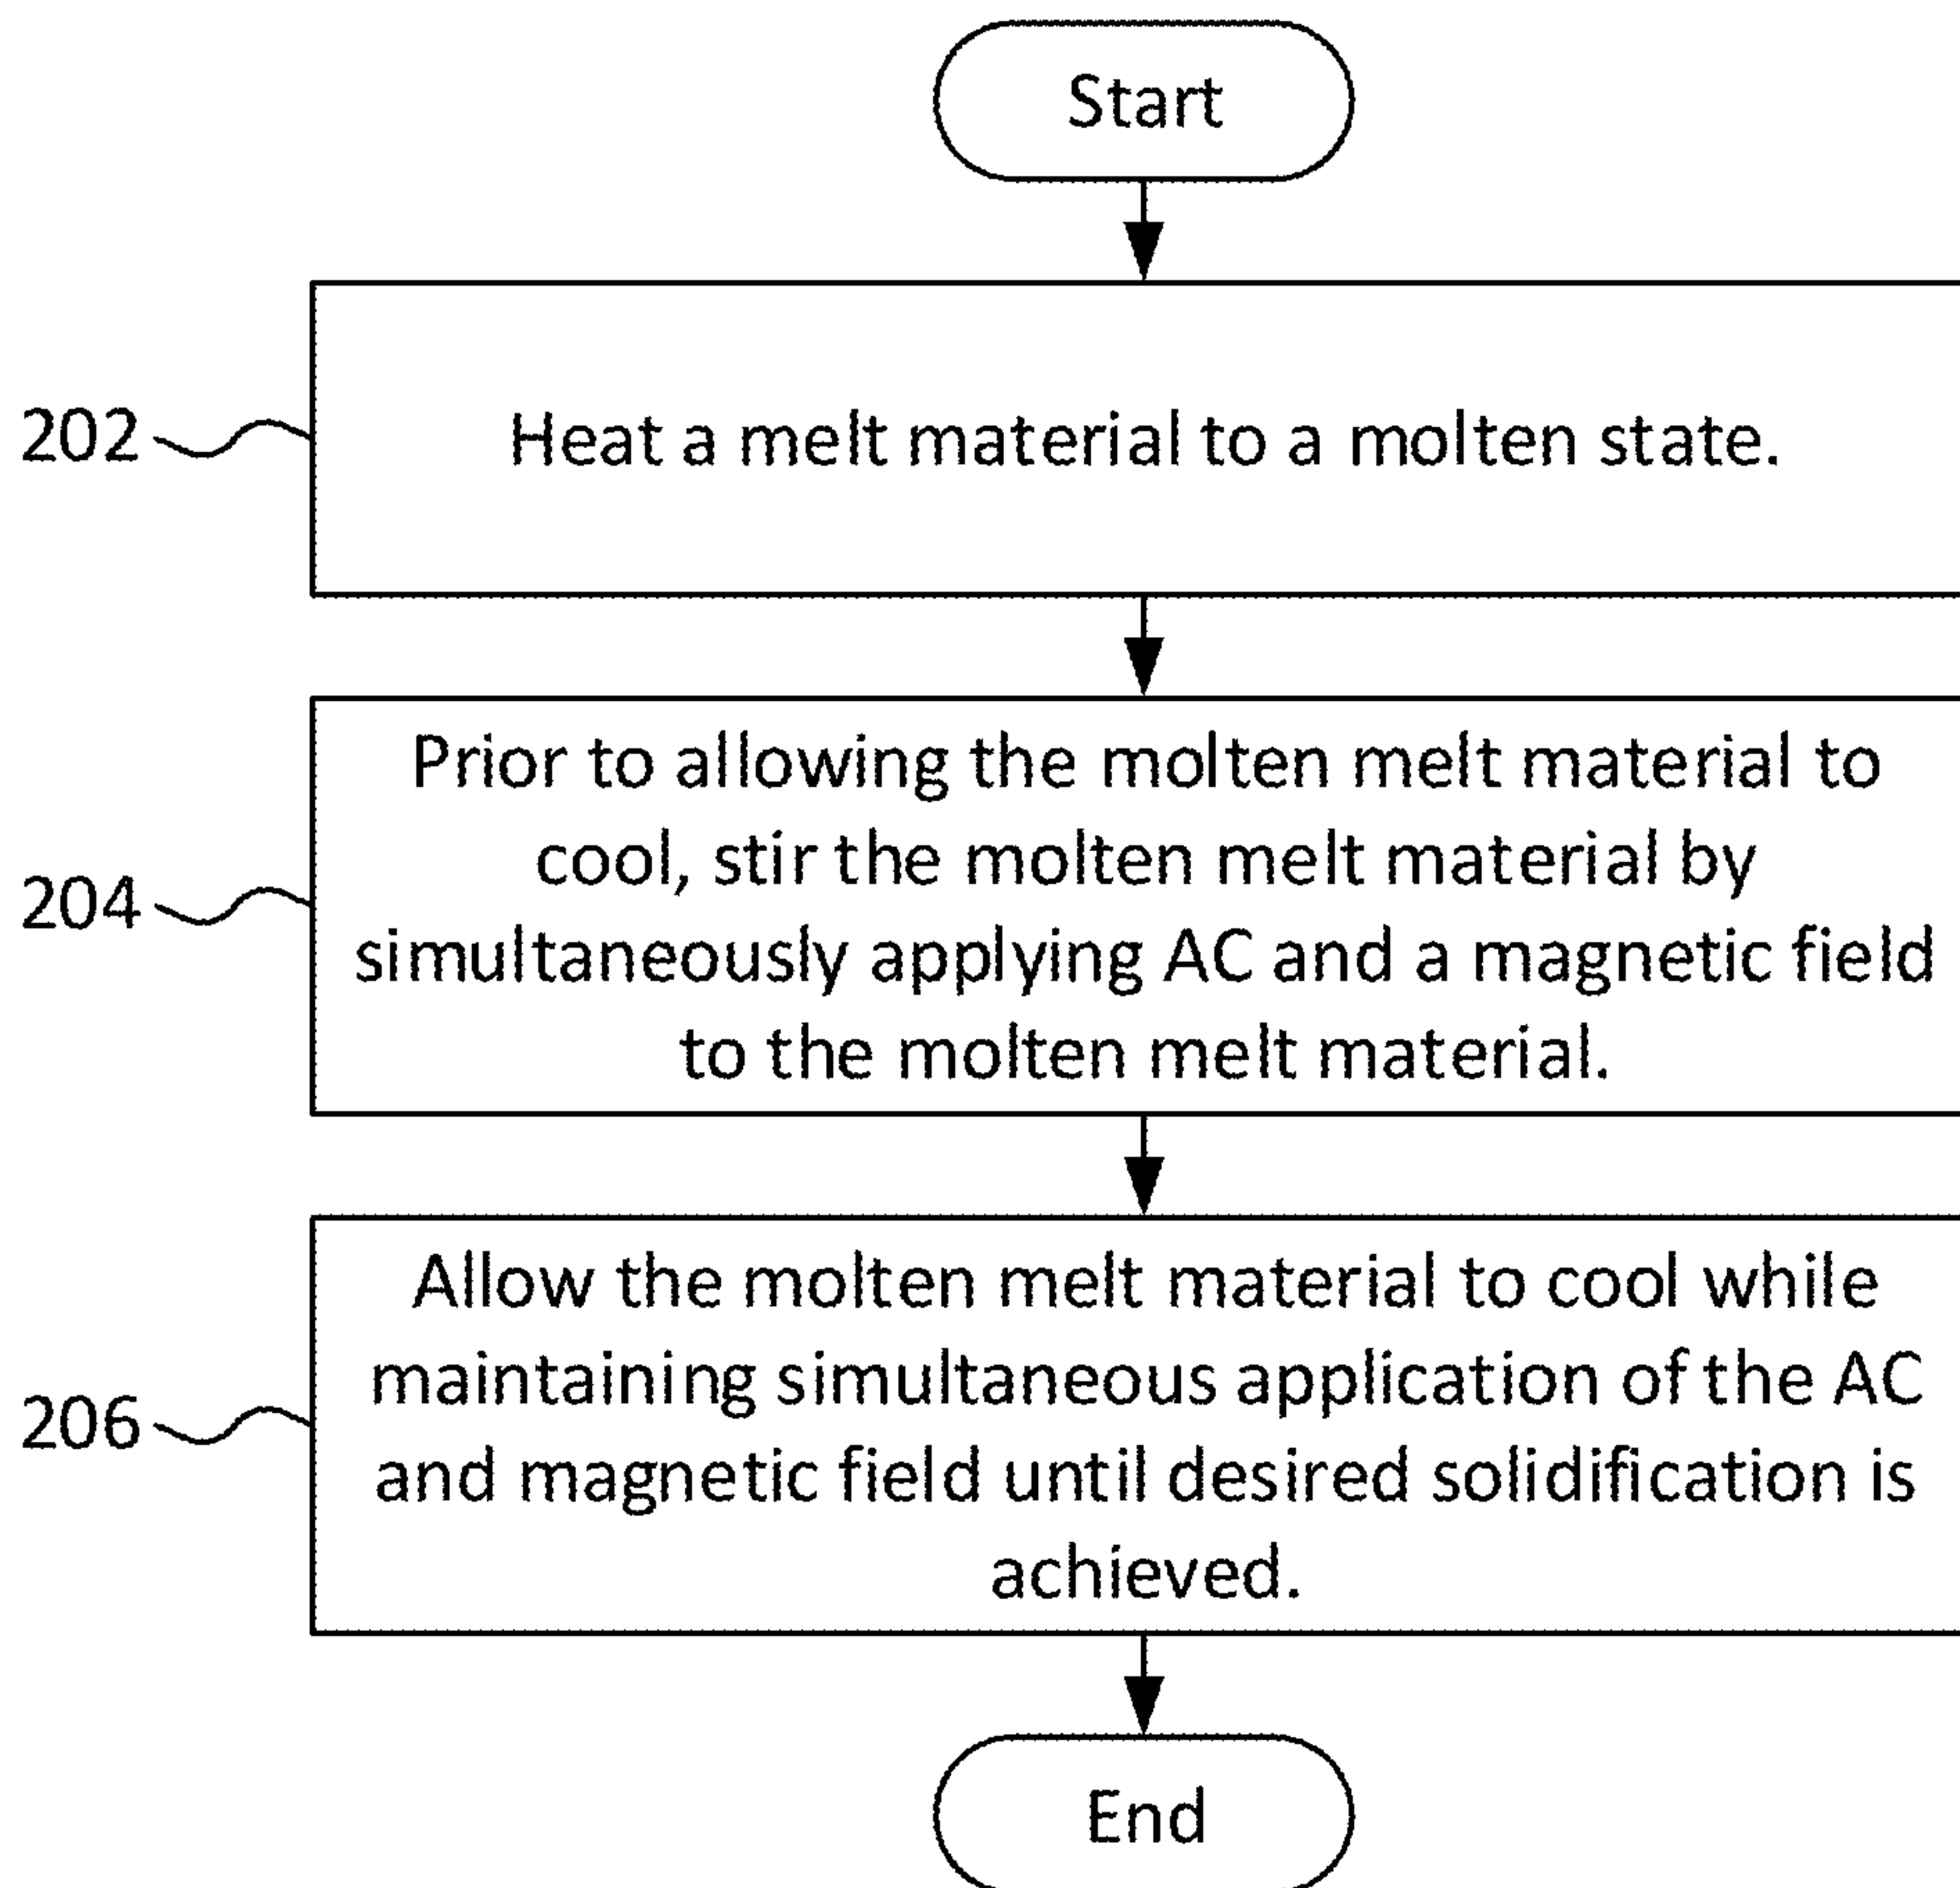 Start
202
Heat a melt material to a molten state.
204
Prior to allowing the molten melt material to
cool, stir the molten melt material by
simultaneously applying AC and a magnetic field
to the molten melt material.
206
Allow the molten melt material to cool while
maintaining simultaneous application of the AC
and magnetic field until desired solidification is
achieved.
End